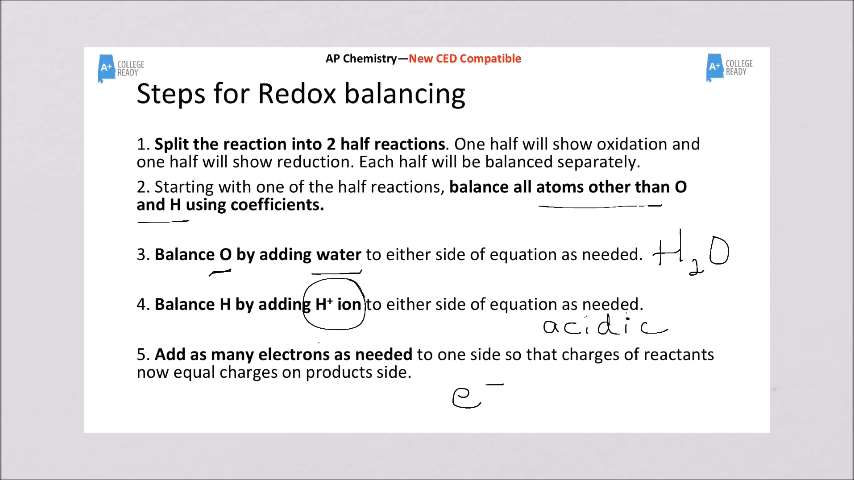 AP Chemistry—New CED Compatible
A+ COLLEGE READY
A+ COLLEGE READY
Steps for Redox balancing
1. Split the reaction into 2 half reactions. One half will show oxidation and
one half will show reduction. Each half will be balanced separately.
2. Starting with one of the half reactions, balance all atoms other than O
and H using coefficients.
3. Balance O by adding water to either side of equation as needed. H₂O
4. Balance H by adding H⁺ ion to either side of equation as needed.
acidic
5. Add as many electrons as needed to one side so that charges of reactants
now equal charges on products side.
e⁻